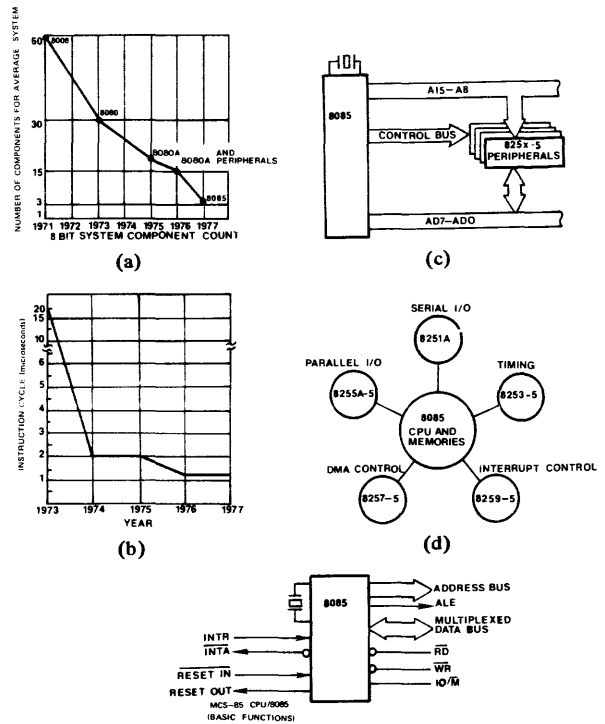 NUMBER OF COMPONENTS FOR AVERAGE SYSTEM
60
8008
30
8080
15
8080A
AND
8080A PERIPHERALS
3
8085
1
1971 1972 1973 1974 1975 1976 1977
8 BIT SYSTEM COMPONENT COUNT
(a)
8085
A15-A8
CONTROL BUS
825X-5
PERIPHERALS
AD7-AD0
(c)
INSTRUCTION CYCLE (microseconds)
20
15
10
6
5
4
3
2
1
1973 1974 1975 1976 1977
YEAR
(b)
SERIAL I/O
8251A
PARALLEL I/O
8255A-5
TIMING
8253-5
8085
CPU AND
MEMORIES
DMA CONTROL
8257-5
INTERRUPT CONTROL
8259-5
(d)
8085
ADDRESS BUS
ALE
MULTIPLEXED
DATA BUS
RD
WR
IO/M
INTR
INTA
RESET IN
RESET OUT
MCS-85 CPU/8085
(BASIC FUNCTIONS)